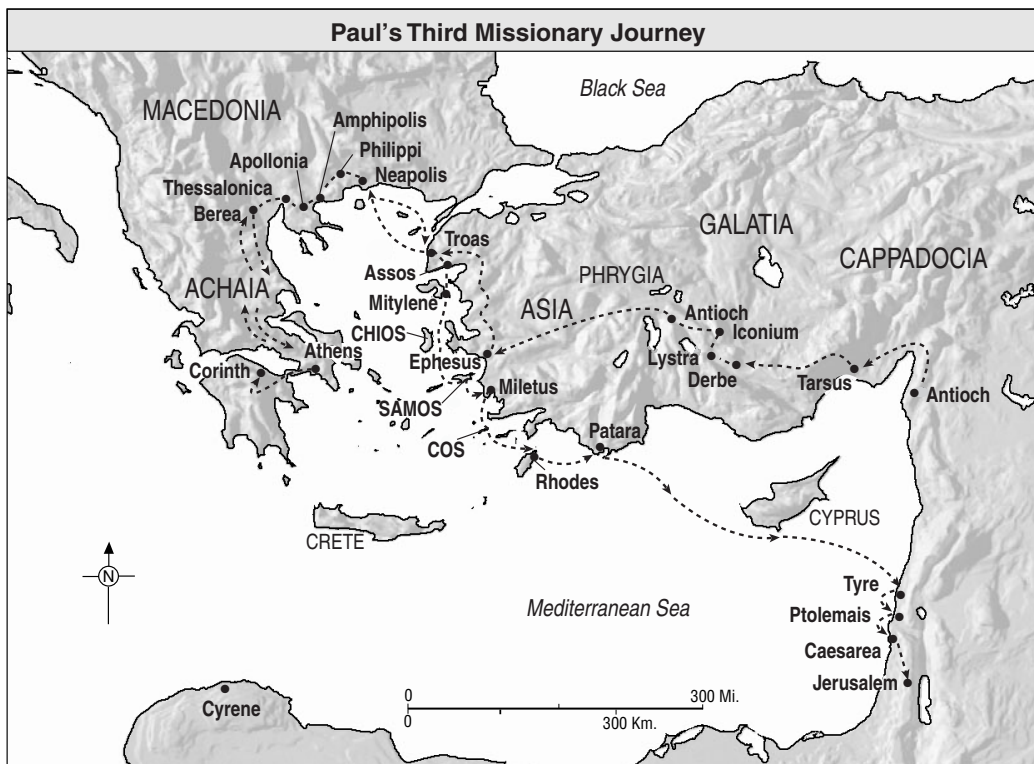 Paul's Third Missionary Journey
Black Sea
MACEDONIA
Amphipolis
Philippi
Apollonia
Neapolis
Thessalonica
Berea
GALATIA
Troas
CAPPADOCIA
Assos
PHRYGIA
ACHAIA
Mitylene
ASIA
Antioch
CHIOS
Iconium
Athens
Ephesus
Lystra
Corinth
Derbe
Tarsus
Miletus
Antioch
SAMOS
Patara
COS
Rhodes
CYPRUS
CRETE
N
Tyre
Mediterranean Sea
Ptolemais
Caesarea
Jerusalem
0 300 Mi.
Cyrene
0 300 Km.